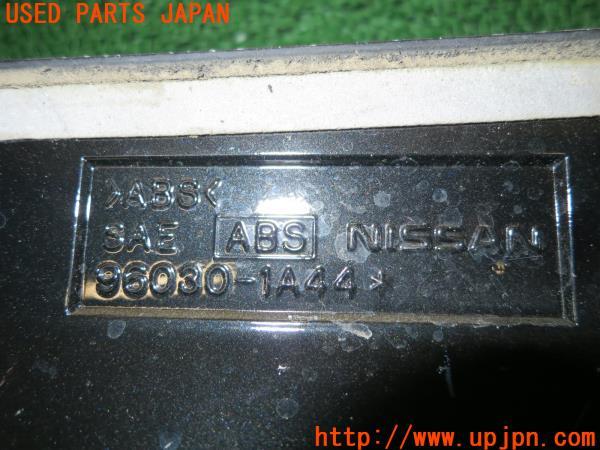 USED PARTS JAPAN
>ABS<
SAE ABS NISSAN
96030-1A44*
http://www.upjpn.com